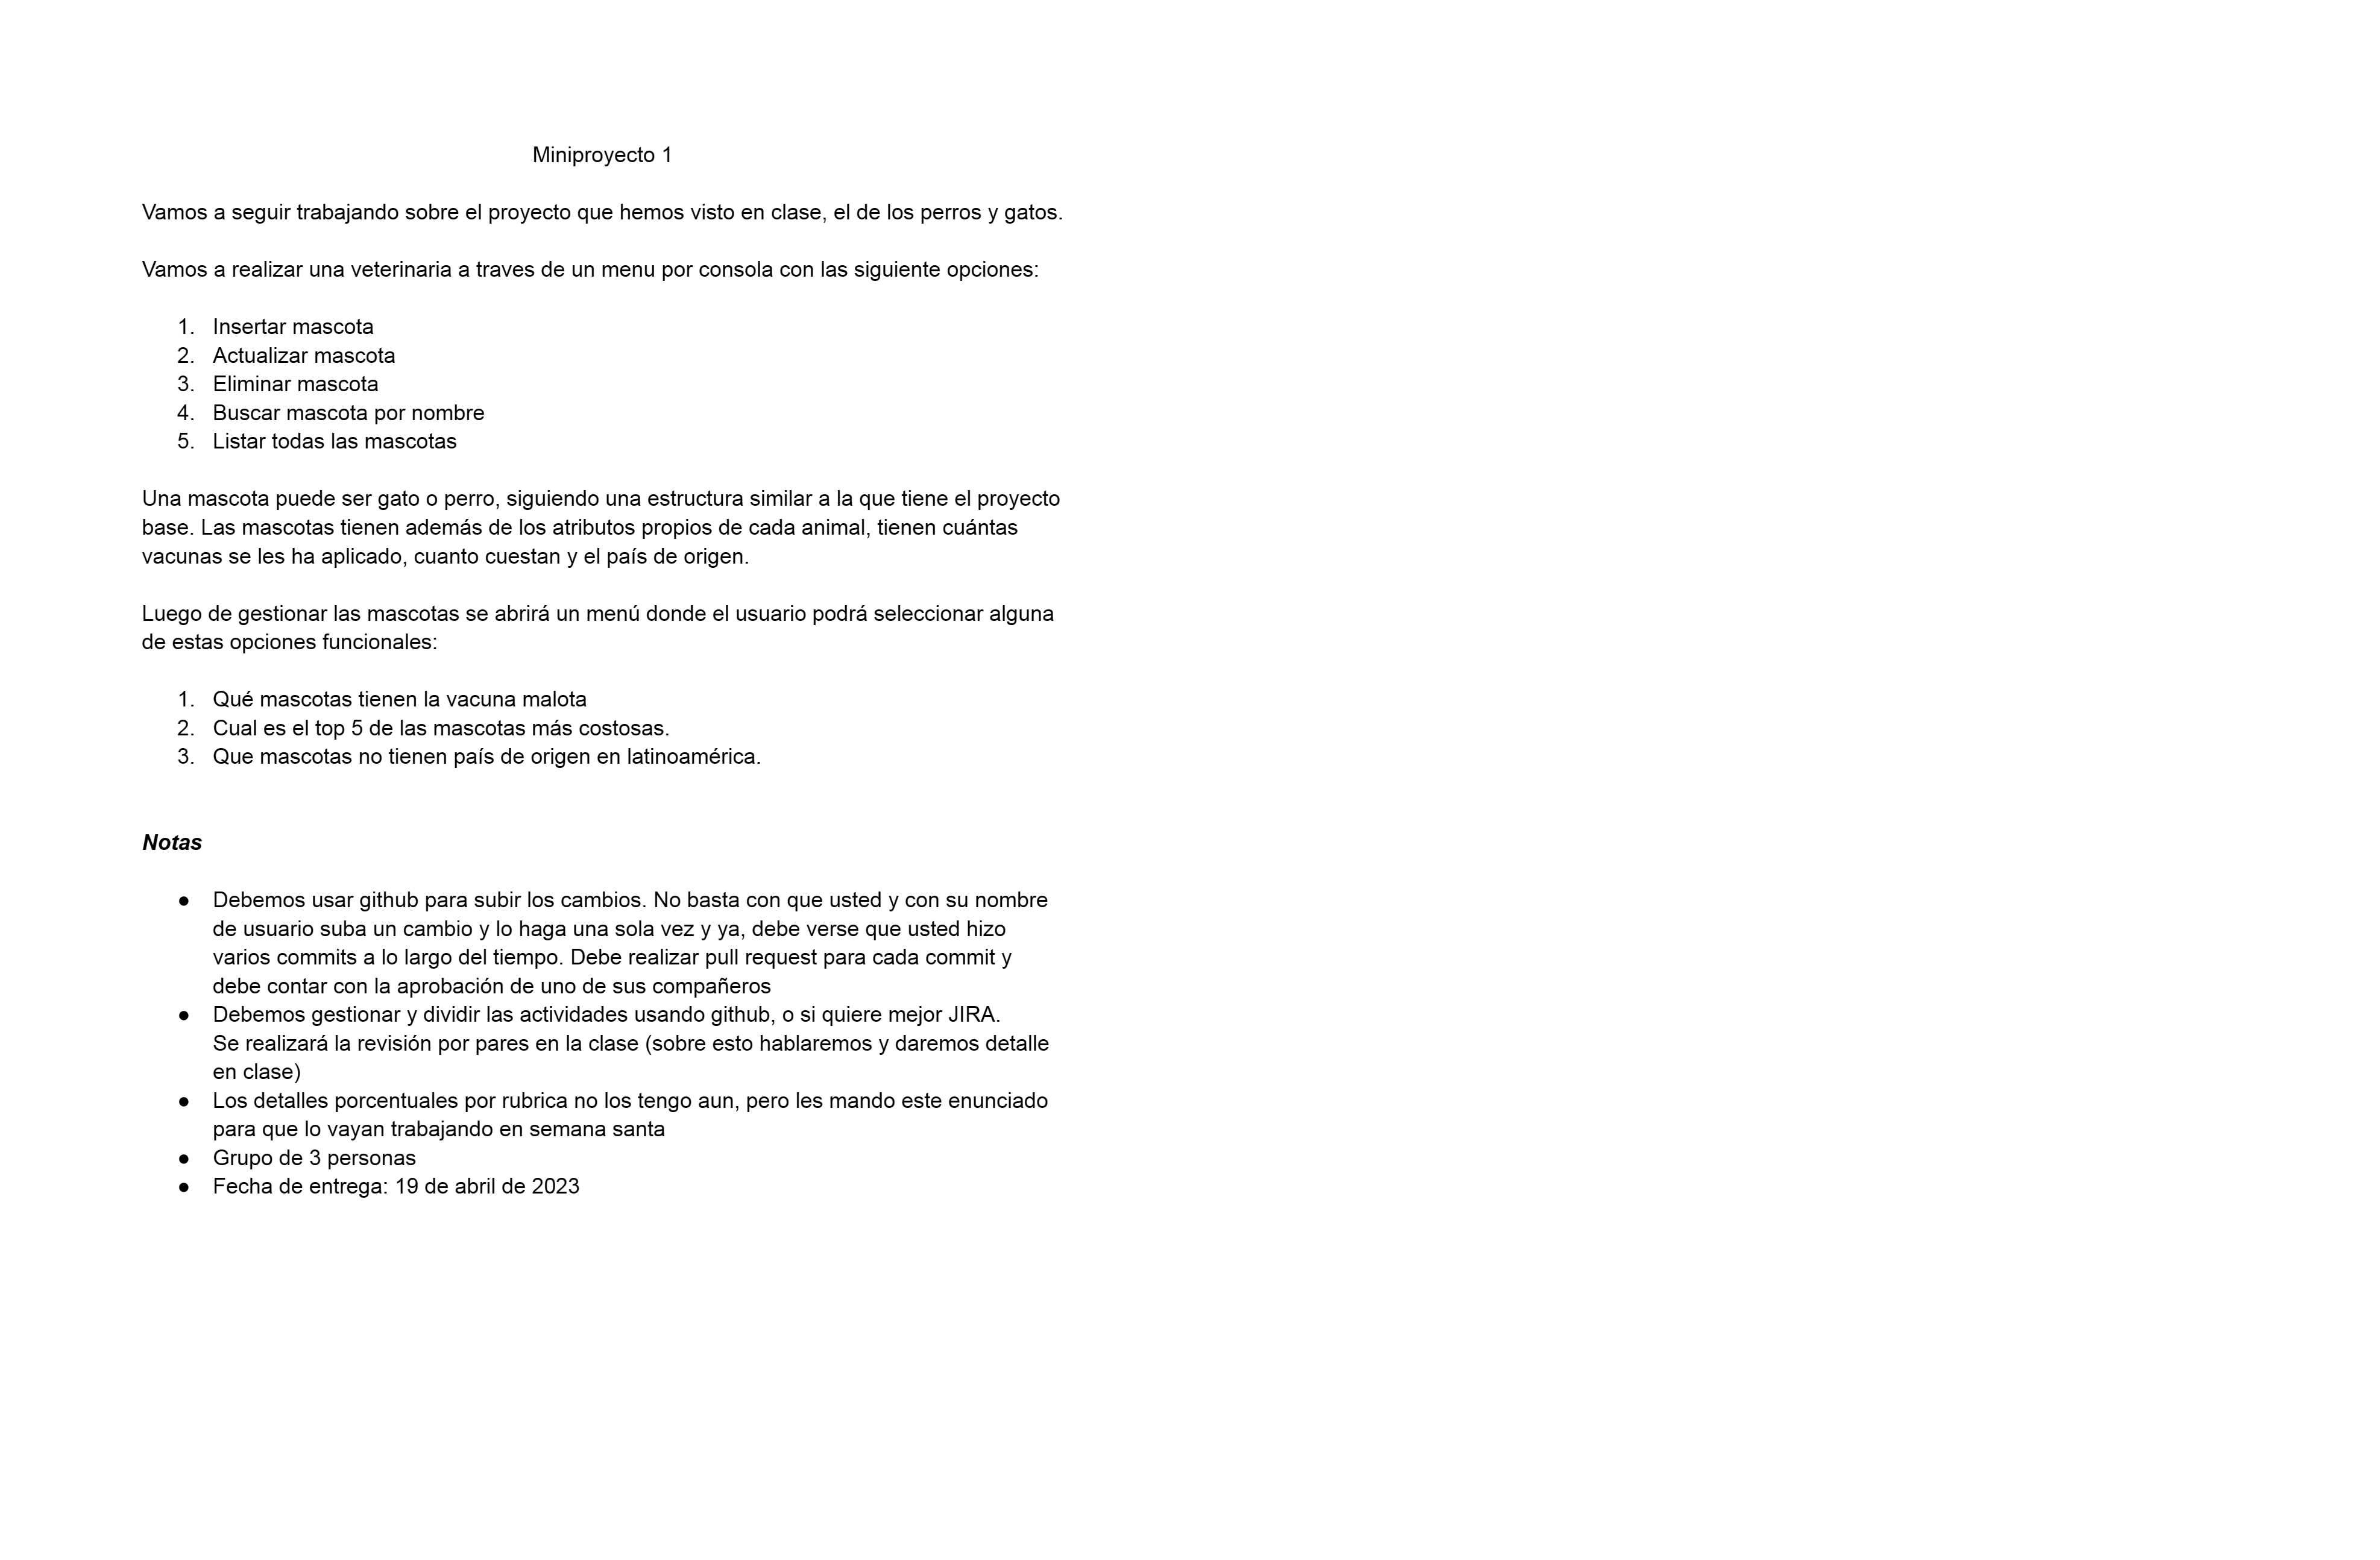 Miniproyecto 1
Vamos a seguir trabajando sobre el proyecto que hemos visto en clase, el de los perros y gatos.
Vamos a realizar una veterinaria a traves de un menu por consola con las siguiente opciones:
1. Insertar mascota
2. Actualizar mascota
3. Eliminar mascota
4. Buscar mascota por nombre
5. Listar todas las mascotas
Una mascota puede ser gato o perro, siguiendo una estructura similar a la que tiene el proyecto
base. Las mascotas tienen además de los atributos propios de cada animal, tienen cuántas
vacunas se les ha aplicado, cuanto cuestan y el país de origen.
Luego de gestionar las mascotas se abrirá un menú donde el usuario podrá seleccionar alguna
de estas opciones funcionales:
1. Qué mascotas tienen la vacuna malota
2. Cual es el top 5 de las mascotas más costosas.
3. Que mascotas no tienen país de origen en latinoamérica.
Notas
● Debemos usar github para subir los cambios. No basta con que usted y con su nombre
de usuario suba un cambio y lo haga una sola vez y ya, debe verse que usted hizo
varios commits a lo largo del tiempo. Debe realizar pull request para cada commit y
debe contar con la aprobación de uno de sus compañeros
● Debemos gestionar y dividir las actividades usando github, o si quiere mejor JIRA.
Se realizará la revisión por pares en la clase (sobre esto hablaremos y daremos detalle
en clase)
● Los detalles porcentuales por rubrica no los tengo aun, pero les mando este enunciado
para que lo vayan trabajando en semana santa
● Grupo de 3 personas
● Fecha de entrega: 19 de abril de 2023